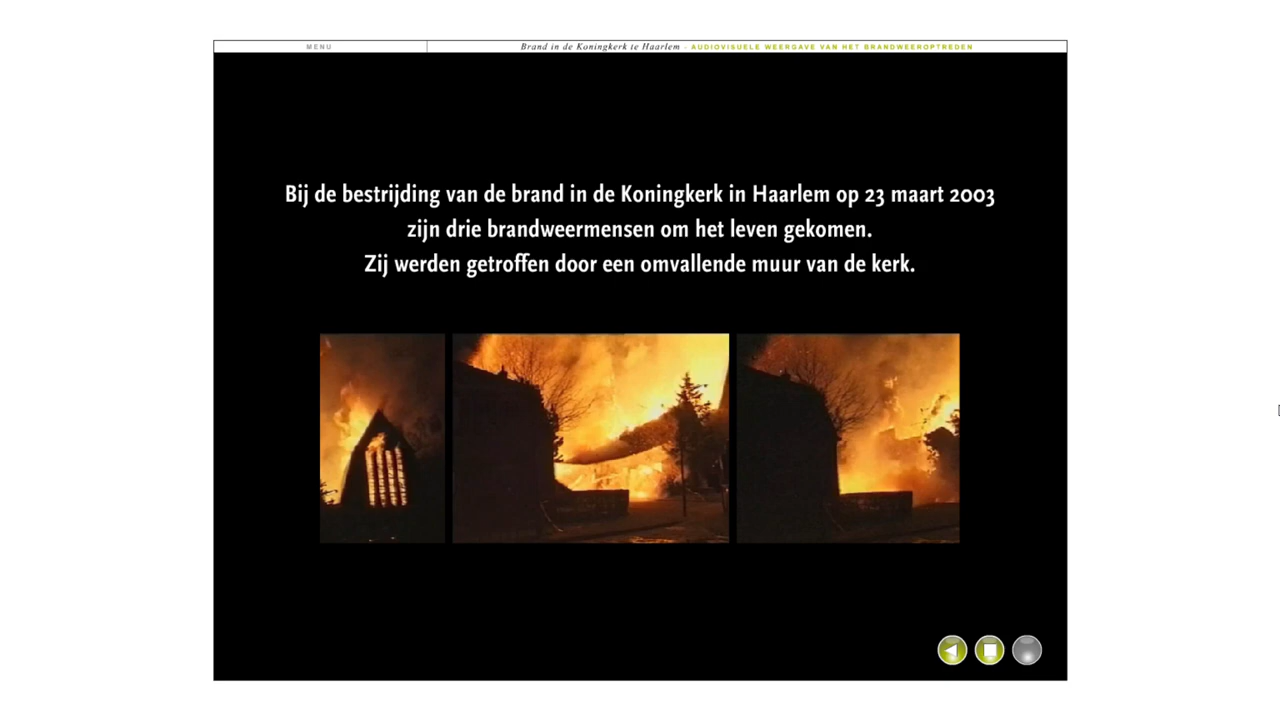 MENU
Brand in de Koningkerk te Haarlem - AUDIOVISUELE WEERGAVE VAN HET BRANDWEEROPTREDEN
Bij de bestrijding van de brand in de Koningkerk in Haarlem op 23 maart 2003
zijn drie brandweermensen om het leven gekomen.
Zij werden getroffen door een omvallende muur van de kerk.